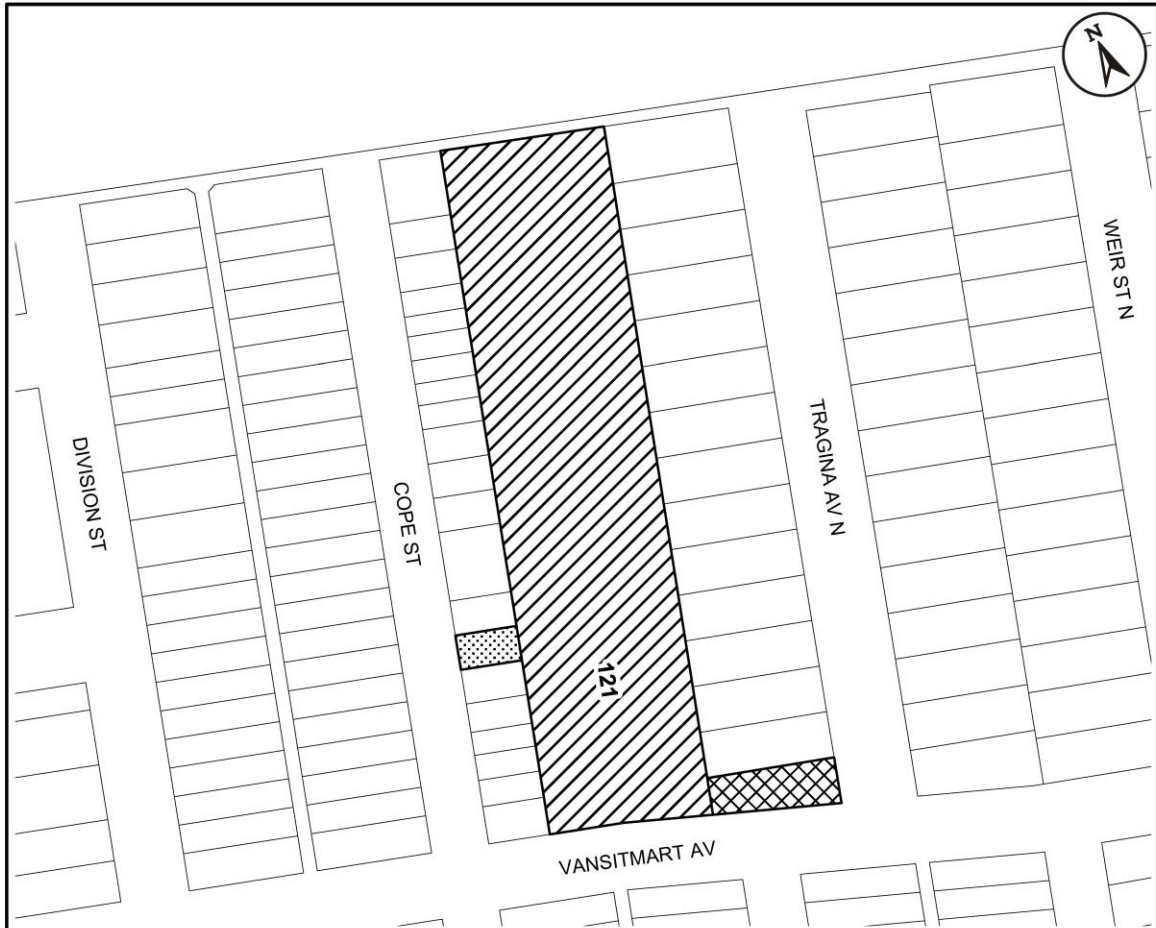 N
WEIR ST N
TRAGINA AV N
DIVISION ST
COPE ST
121
VANSITMART AV